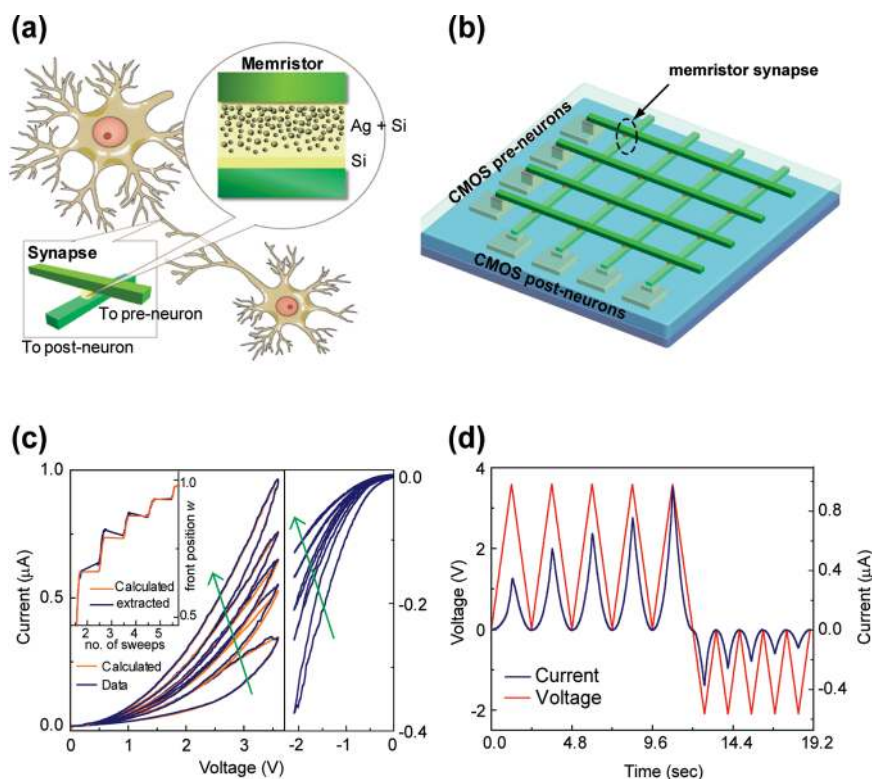 (a)
Memristor
Ag + Si
Si
Synapse
To pre-neuron
To post-neuron
(b)
memristor synapse
CMOS pre-neurons
CMOS post-neurons
(c)
Current (μA)
1.0
0.5
0.0
1.0
0.5
front position w
Calculated
extracted
2 3 4 5
no. of sweeps
Calculated
Data
0.0
-0.2
-0.4
0 1 2 3 -2 -1 0
Voltage (V)
(d)
Voltage (V)
4
2
0
-2
0.8
0.4
0.0
-0.4
Current (μA)
Current
Voltage
0.0 4.8 9.6 14.4 19.2
Time (sec)